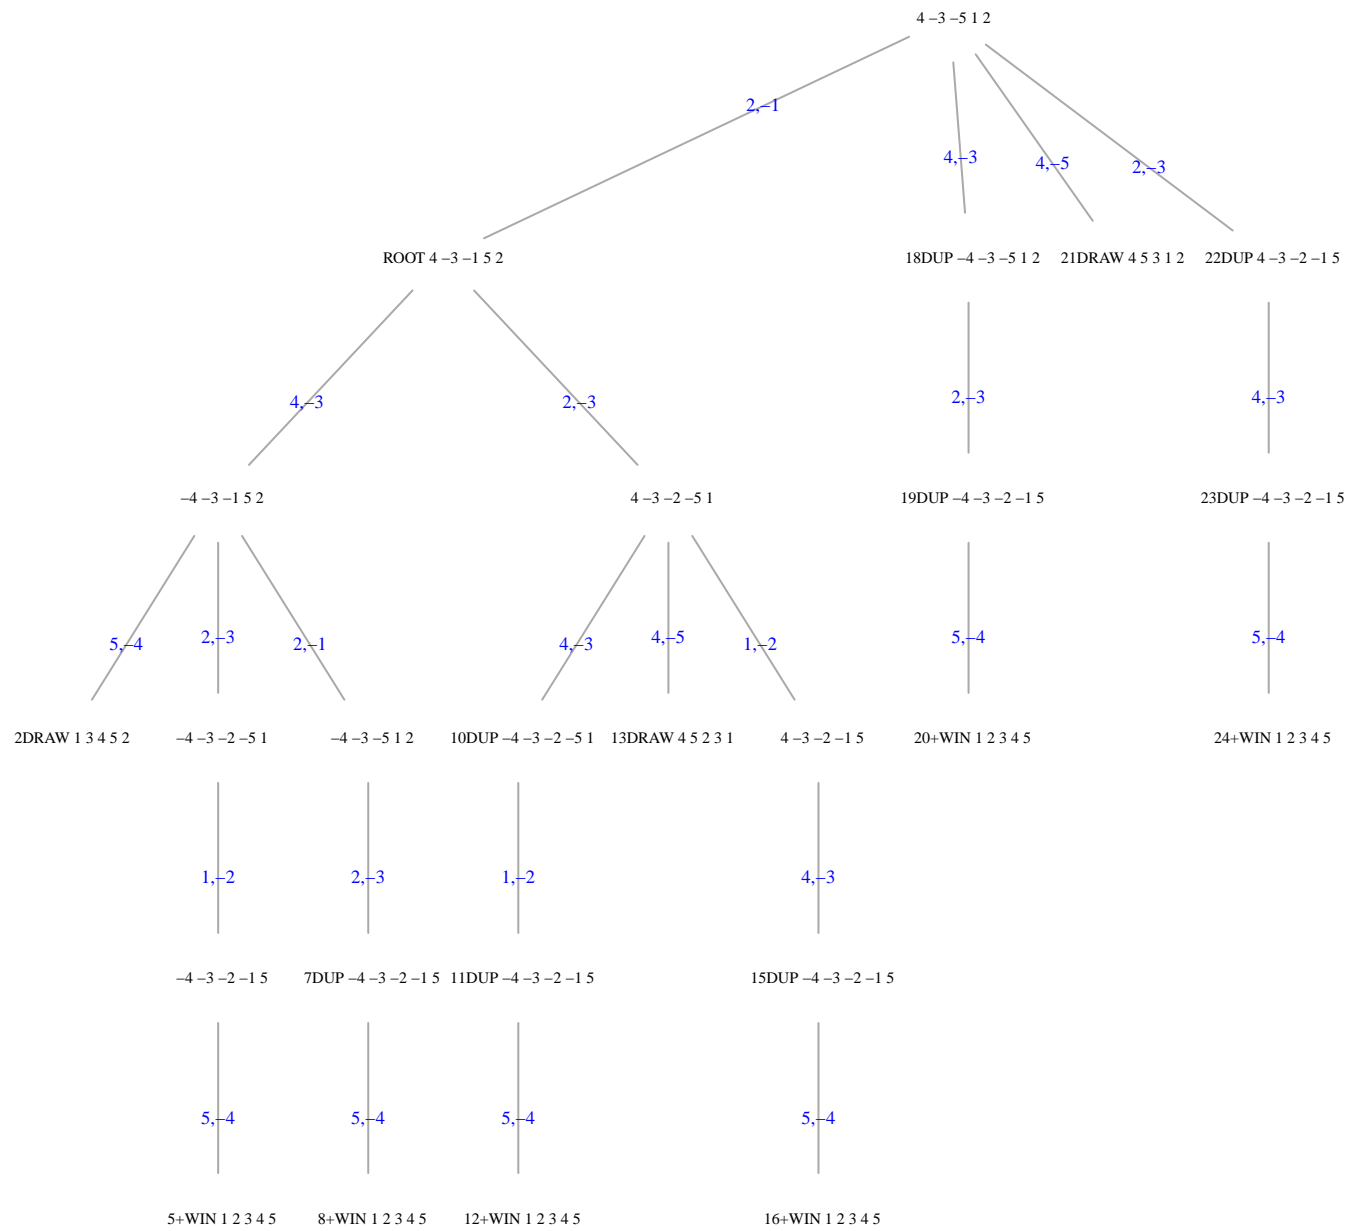 4 −3 −5 1 2
2,−1
4,−3
4,−5
2,−3
ROOT 4 −3 −1 5 2
18DUP −4 −3 −5 1 2
21DRAW 4 5 3 1 2
22DUP 4 −3 −2 −1 5
4,−3
2,−3
2,−3
4,−3
−4 −3 −1 5 2
4 −3 −2 −5 1
19DUP −4 −3 −2 −1 5
23DUP −4 −3 −2 −1 5
5,−4
2,−3
2,−1
4,−3
4,−5
1,−2
5,−4
5,−4
2DRAW 1 3 4 5 2
−4 −3 −2 −5 1
−4 −3 −5 1 2
10DUP −4 −3 −2 −5 1
13DRAW 4 5 2 3 1
4 −3 −2 −1 5
20+WIN 1 2 3 4 5
24+WIN 1 2 3 4 5
1,−2
2,−3
1,−2
4,−3
−4 −3 −2 −1 5
7DUP −4 −3 −2 −1 5
11DUP −4 −3 −2 −1 5
15DUP −4 −3 −2 −1 5
5,−4
5,−4
5,−4
5,−4
5+WIN 1 2 3 4 5
8+WIN 1 2 3 4 5
12+WIN 1 2 3 4 5
16+WIN 1 2 3 4 5